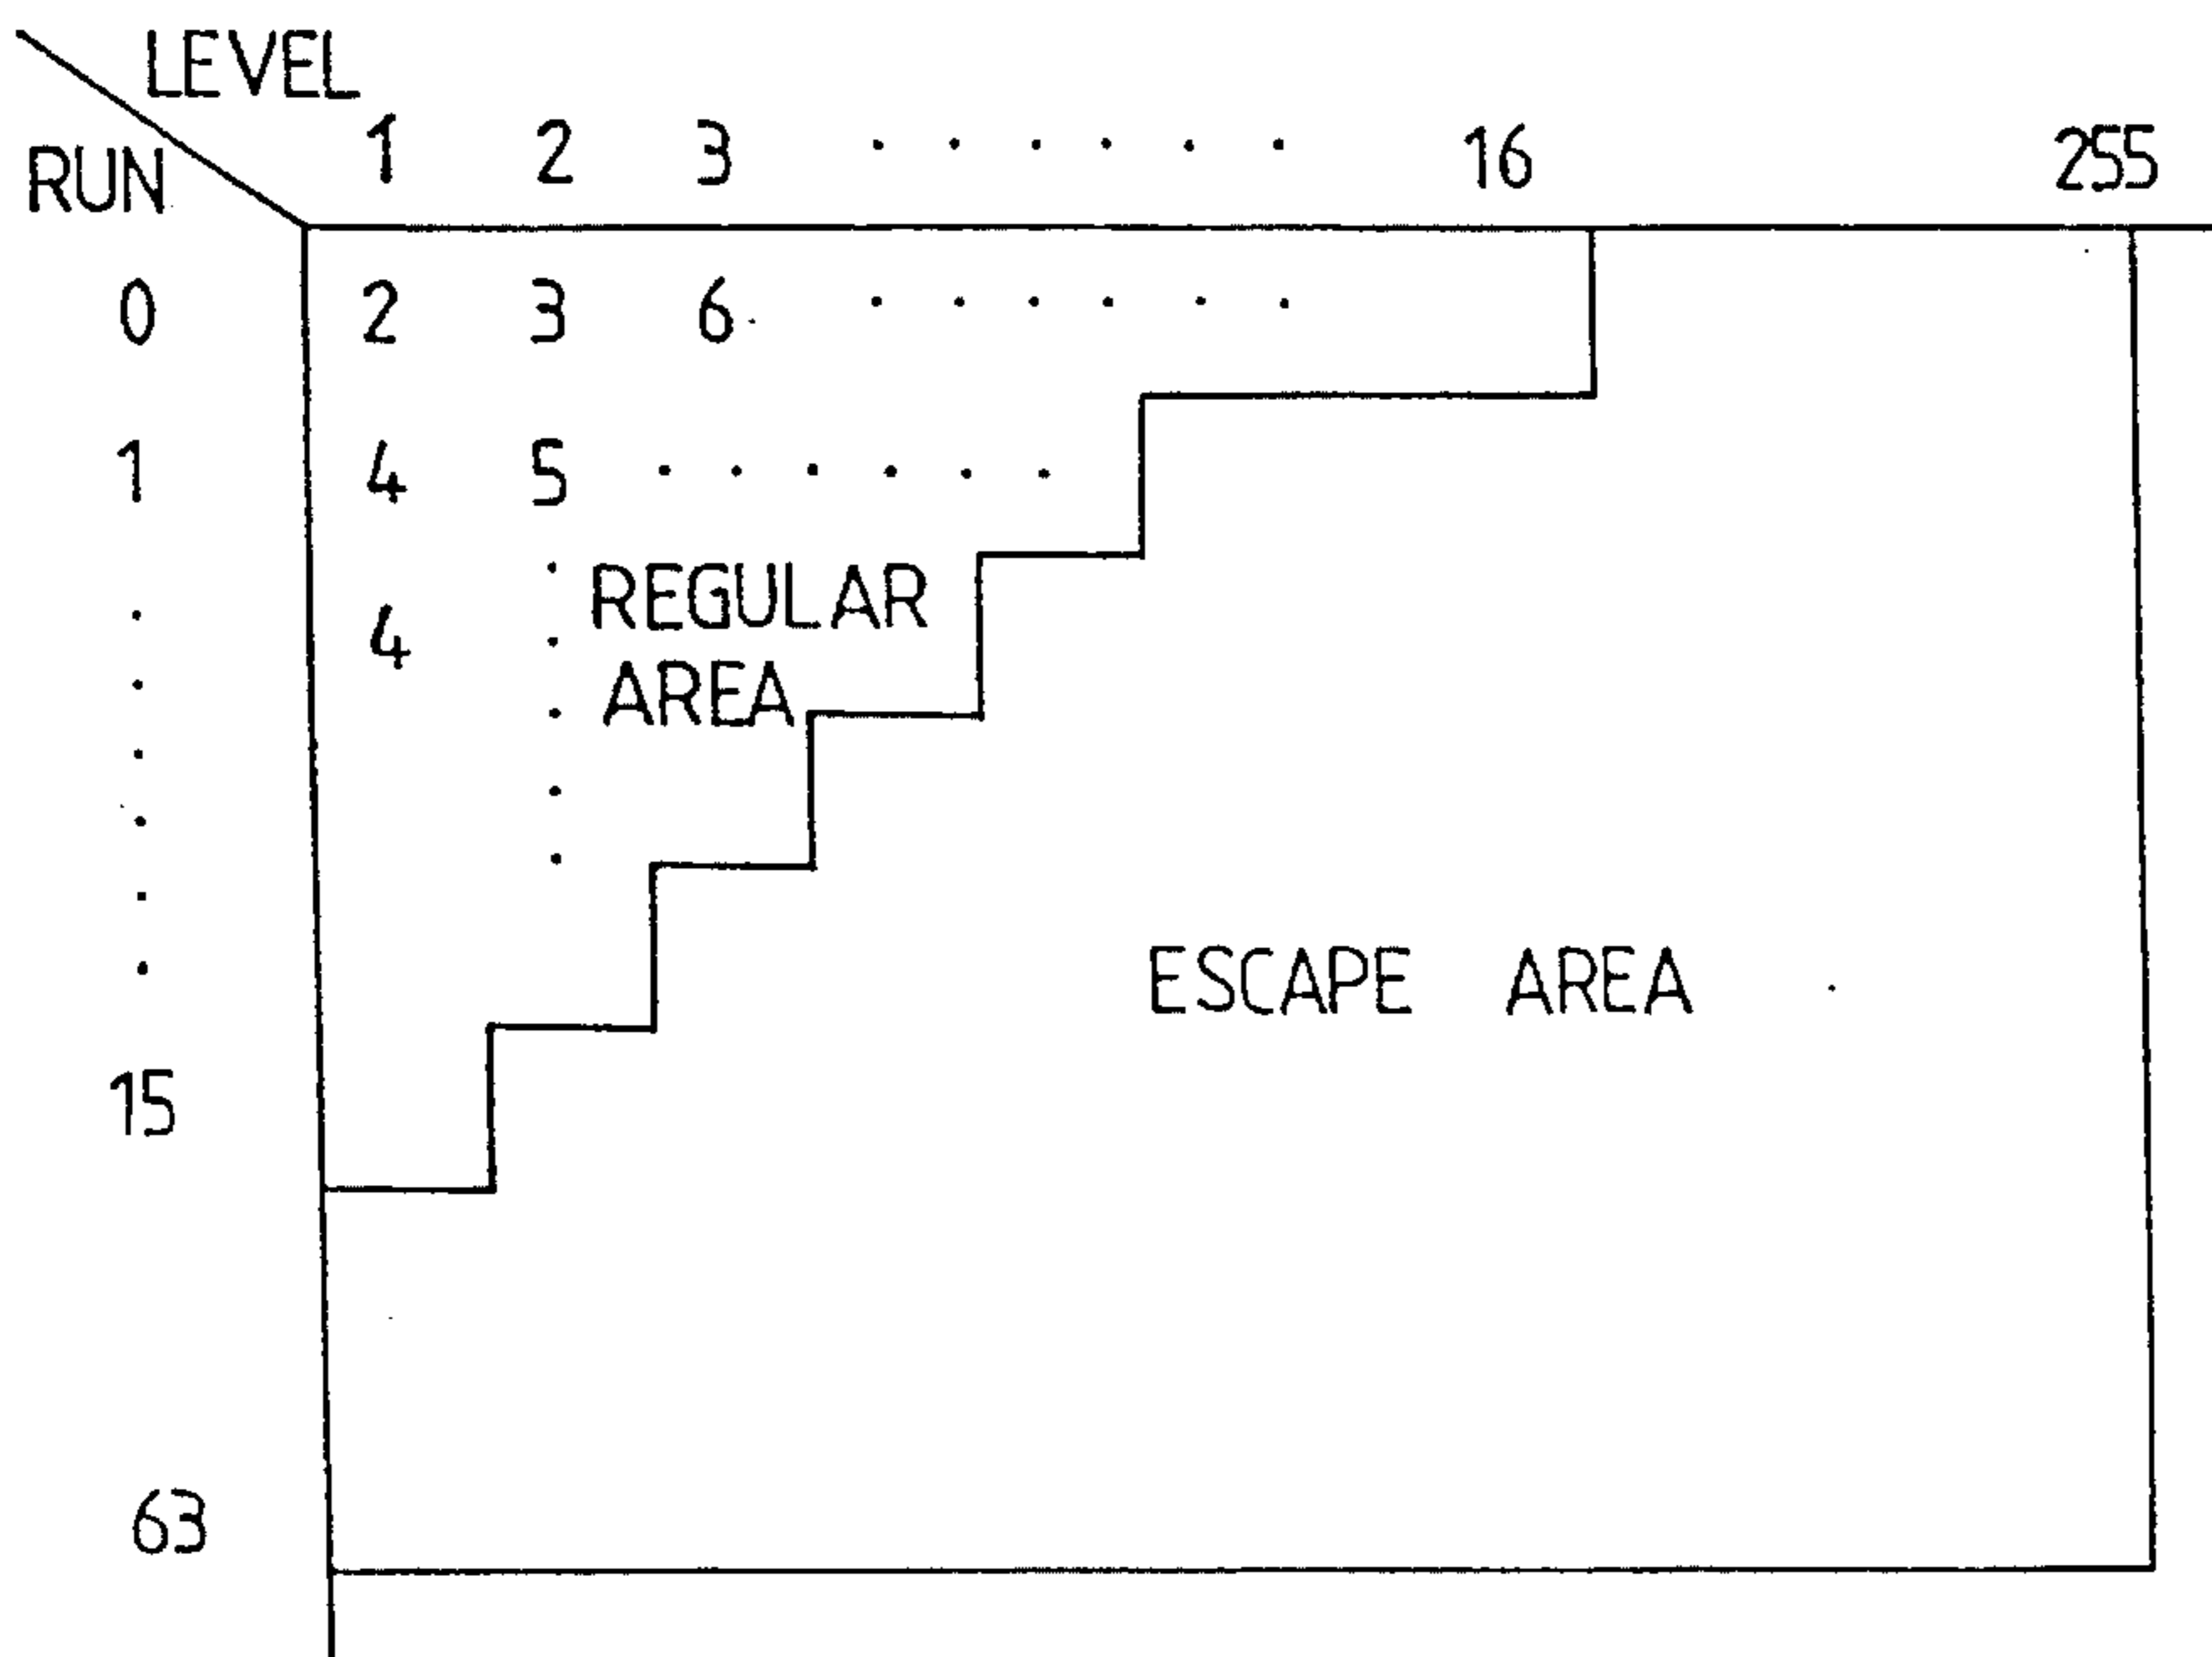 LEVEL
RUN 1 2 3 . . . . . . 16 255
0 2 3 6 . . . . . .
1 4 5 . . . . . .
4 REGULAR
AREA
ESCAPE AREA
15
63